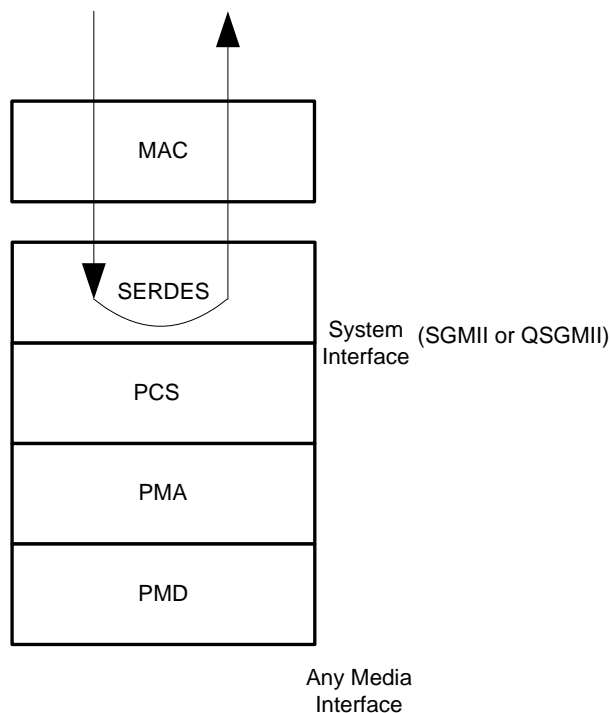 MAC
SERDES
System (SGMII or QSGMII)
Interface
PCS
PMA
PMD
Any Media
Interface